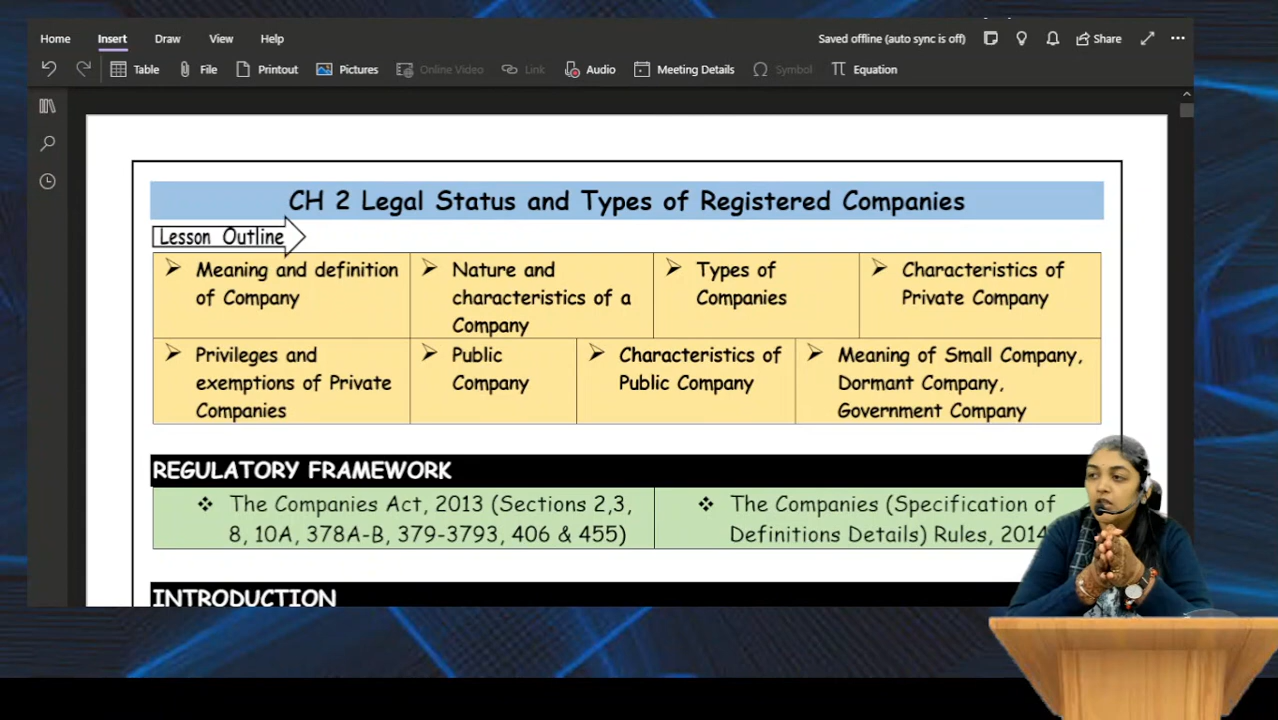 Home Insert Draw View Help Saved offline (auto sync is off) Share
Table File Printout Pictures Online Video Link Audio Meeting Details Symbol Equation
CH 2 Legal Status and Types of Registered Companies
Lesson Outline
Meaning and definition of Company
Nature and characteristics of a Company
Types of Companies
Characteristics of Private Company
Privileges and exemptions of Private Companies
Public Company
Characteristics of Public Company
Meaning of Small Company, Dormant Company, Government Company
REGULATORY FRAMEWORK
The Companies Act, 2013 (Sections 2,3, 8, 10A, 378A-B, 379-3793, 406 & 455)
The Companies (Specification of Definitions Details) Rules, 2014
INTRODUCTION